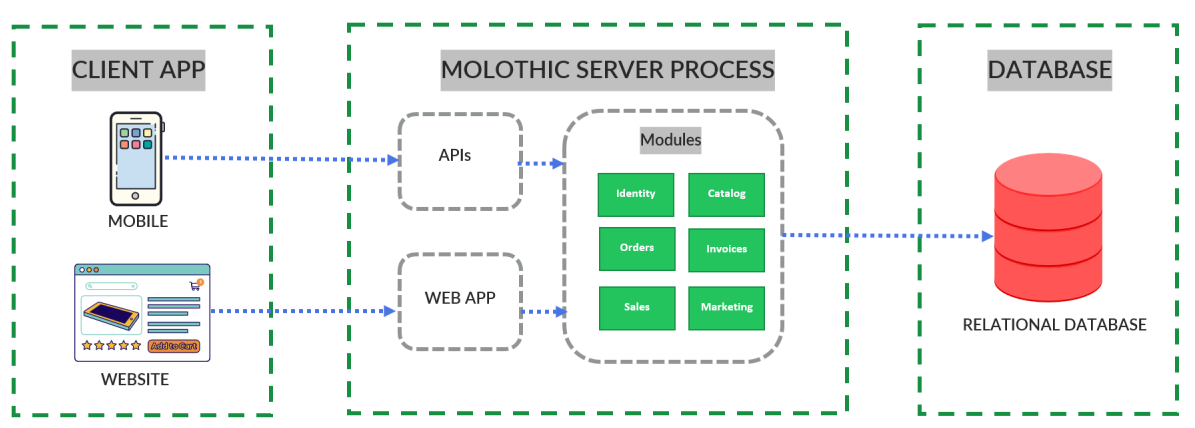 CLIENT APP
MOBILE
Add to Cart
WEBSITE
MOLOTHIC SERVER PROCESS
APIs
WEB APP
Modules
Identity
Catalog
Orders
Invoices
Sales
Marketing
DATABASE
RELATIONAL DATABASE